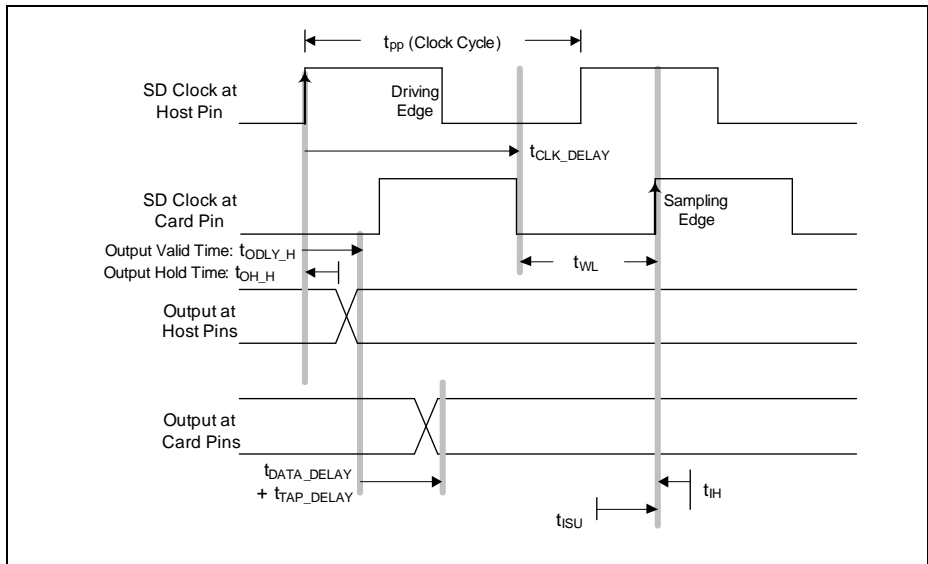 tpp (Clock Cycle)
SD Clock at
Host Pin
Driving
Edge
tCLK_DELAY
SD Clock at
Card Pin
Sampling
Edge
Output Valid Time: tODLY_H
tWL
Output Hold Time: tOH_H
Output at
Host Pins
Output at
Card Pins
tDATA_DELAY
+ tTAP_DELAY
tIH
tISU